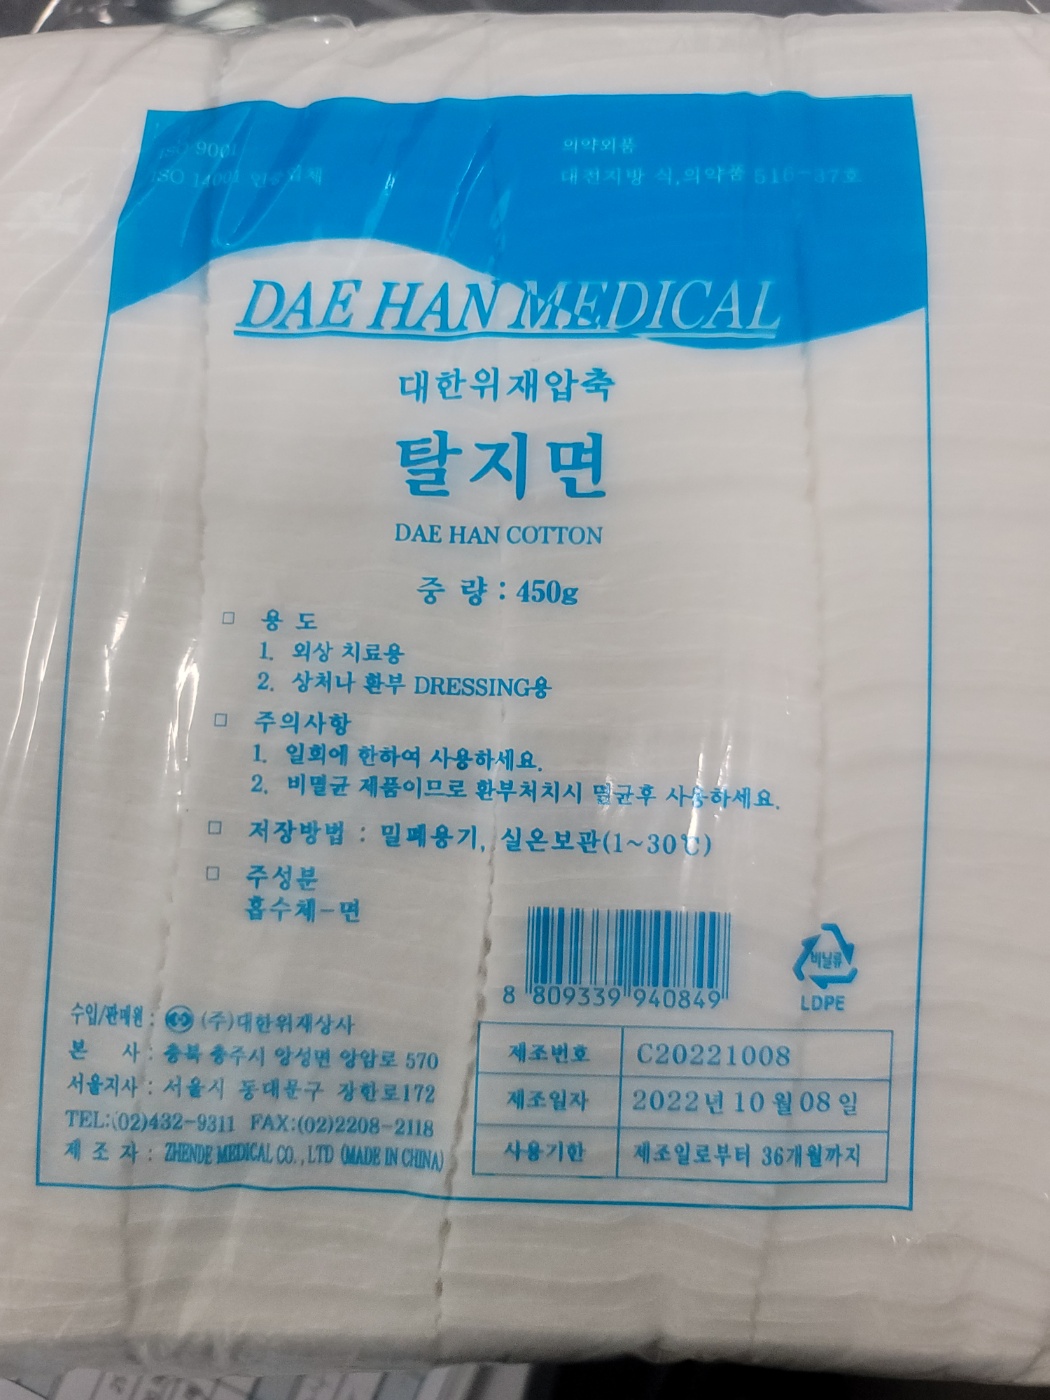 ISO 9001
ISO 14001 인증업체
의약외품
대전지방 식,의약품 516-37호
DAE HAN MEDICAL
대한위재압축
탈지면
DAE HAN COTTON
중 량 : 450g
□ 용 도
1. 외상 치료용
2. 상처나 환부 DRESSING용
□ 주의사항
1. 일회에 한하여 사용하세요.
2. 비멸균 제품이므로 환부처치시 멸균후 사용하세요.
□ 저장방법 : 밀폐용기, 실온보관(1~30℃)
□ 주성분
흡수체-면
8 809339 940849
비닐류
LDPE
수입/판매원 : (주)대한위재상사
본 사 : 충북 충주시 앙성면 앙암로 570
서울지사 : 서울시 동대문구 장한로172
TEL:(02)432-9311 FAX:(02)2208-2118
제 조 자 : ZHENDE MEDICAL CO., LTD (MADE IN CHINA)
제조번호 C20221008
제조일자 2022년 10월 08일
사용기한 제조일로부터 36개월까지